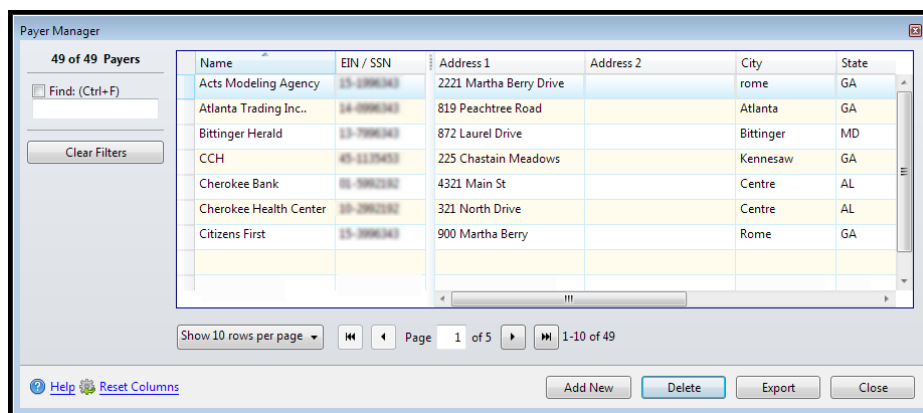 Payer Manager
49 of 49 Payers
Find: (Ctrl+F)
Clear Filters
Name EIN / SSN Address 1 Address 2 City State
Acts Modeling Agency 2221 Martha Berry Drive rome GA
Atlanta Trading Inc.. 819 Peachtree Road Atlanta GA
Bittinger Herald 872 Laurel Drive Bittinger MD
CCH 225 Chastain Meadows Kennesaw GA
Cherokee Bank 4321 Main St Centre AL
Cherokee Health Center 321 North Drive Centre AL
Citizens First 900 Martha Berry Rome GA
Show 10 rows per page Page 1 of 5 1-10 of 49
Help Reset Columns Add New Delete Export Close